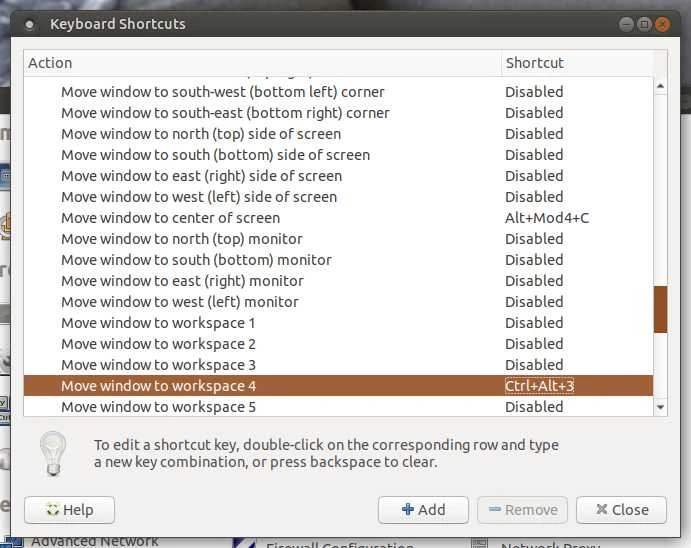 Keyboard Shortcuts
Action Shortcut
Move window to south-west (bottom left) corner Disabled
Move window to south-east (bottom right) corner Disabled
Move window to north (top) side of screen Disabled
Move window to south (bottom) side of screen Disabled
Move window to east (right) side of screen Disabled
Move window to west (left) side of screen Disabled
Move window to center of screen Alt+Mod4+C
Move window to north (top) monitor Disabled
Move window to south (bottom) monitor Disabled
Move window to east (right) monitor Disabled
Move window to west (left) monitor Disabled
Move window to workspace 1 Disabled
Move window to workspace 2 Disabled
Move window to workspace 3 Disabled
Move window to workspace 4 Ctrl+Alt+3
Move window to workspace 5 Disabled
To edit a shortcut key, double-click on the corresponding row and type
a new key combination, or press backspace to clear.
Help Add Remove Close
Advanced Network Firewall Configuration Network Proxy